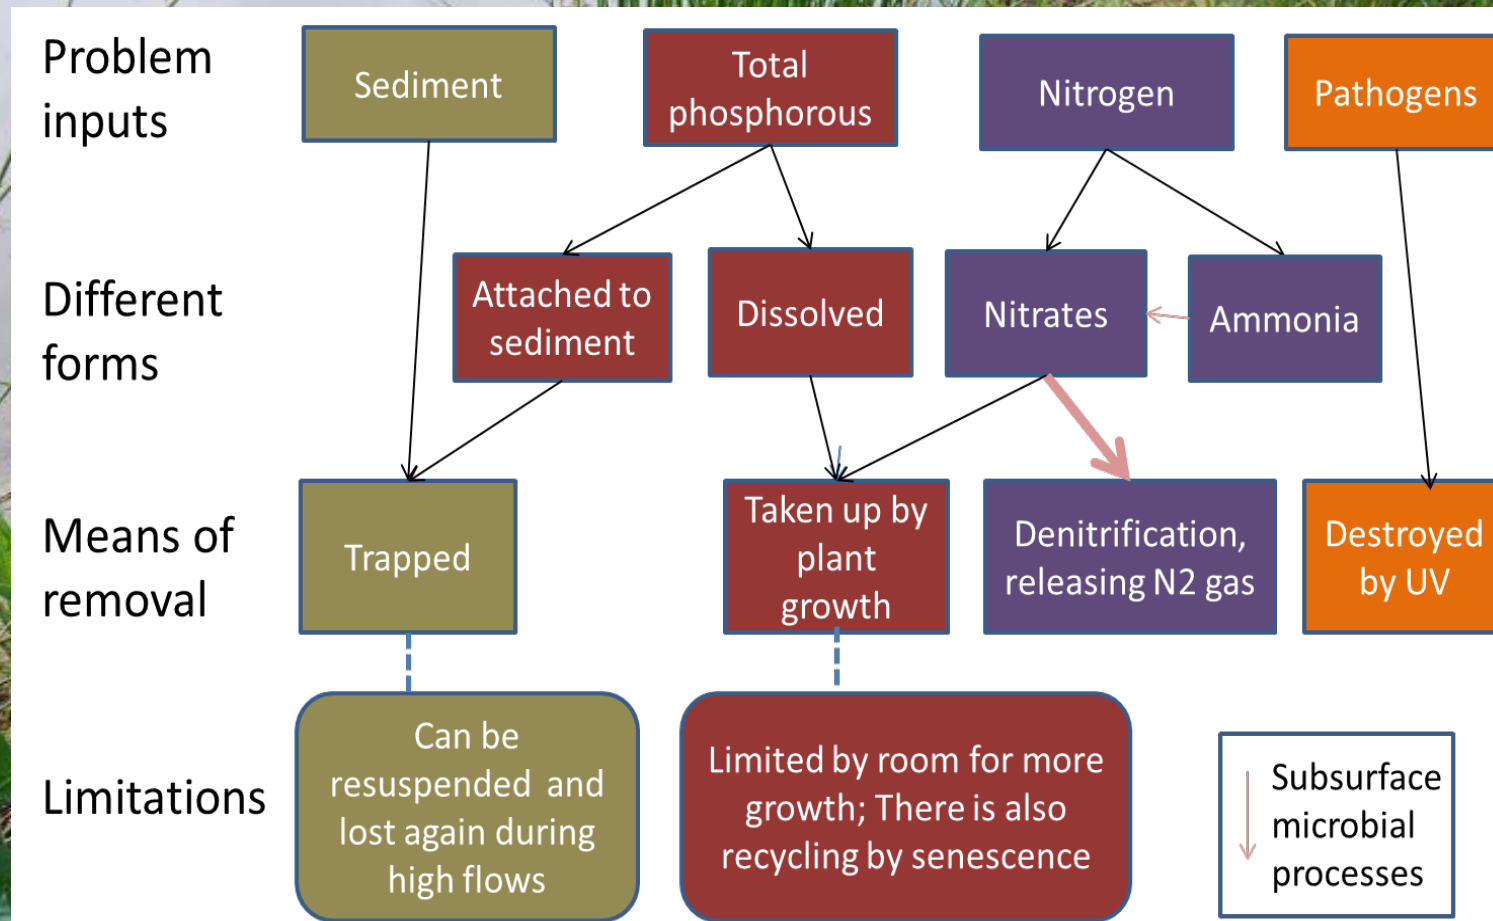 Problem
inputs
Sediment
Total
phosphorous
Nitrogen
Pathogens
Different
forms
Attached to
sediment
Dissolved
Nitrates
Ammonia
Means of
removal
Trapped
Taken up by
plant
growth
Denitrification,
releasing N2 gas
Destroyed
by UV
Limitations
Can be
resuspended and
lost again during
high flows
Limited by room for more
growth; There is also
recycling by senescence
Subsurface
microbial
processes